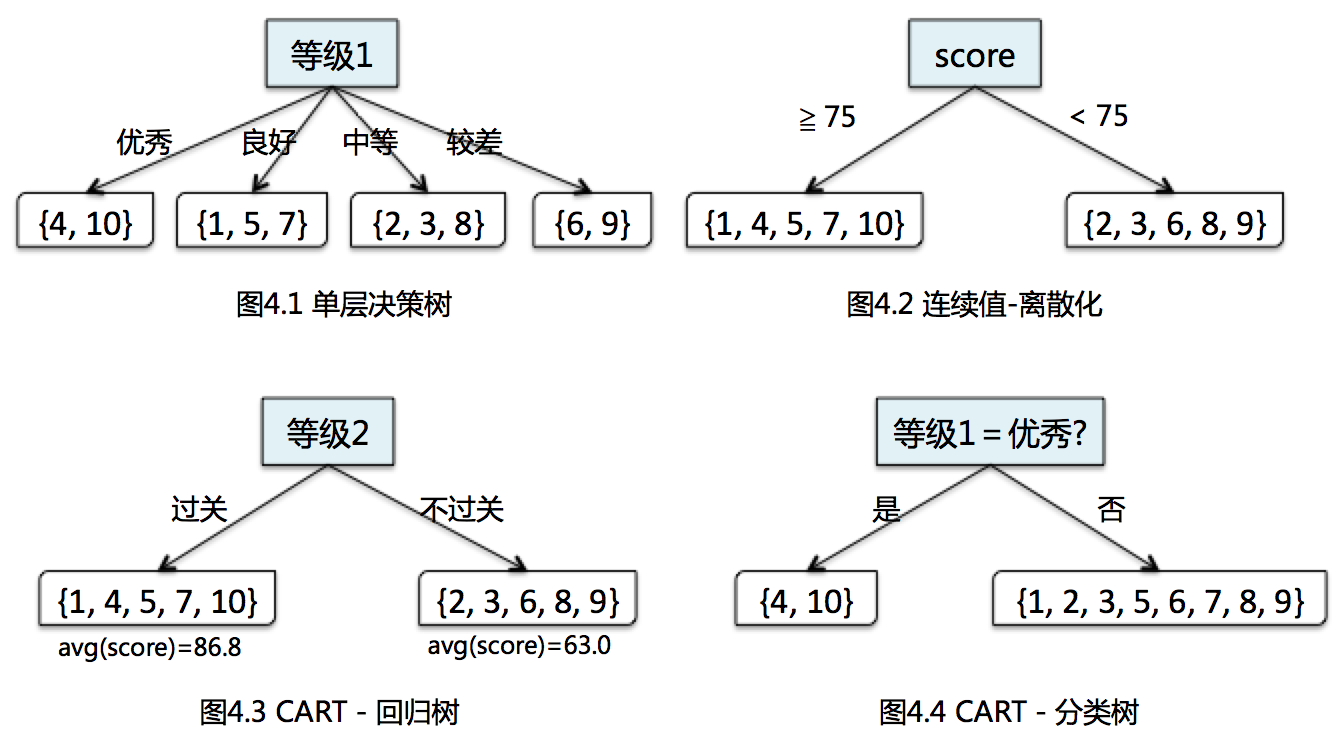 等级1
优秀
良好
中等
较差
{4, 10}
{1, 5, 7}
{2, 3, 8}
{6, 9}
图4.1 单层决策树
score
≧ 75
< 75
{1, 4, 5, 7, 10}
{2, 3, 6, 8, 9}
图4.2 连续值-离散化
等级2
过关
不过关
{1, 4, 5, 7, 10}
{2, 3, 6, 8, 9}
avg(score)=86.8
avg(score)=63.0
图4.3 CART - 回归树
等级1 = 优秀?
是
否
{4, 10}
{1, 2, 3, 5, 6, 7, 8, 9}
图4.4 CART - 分类树